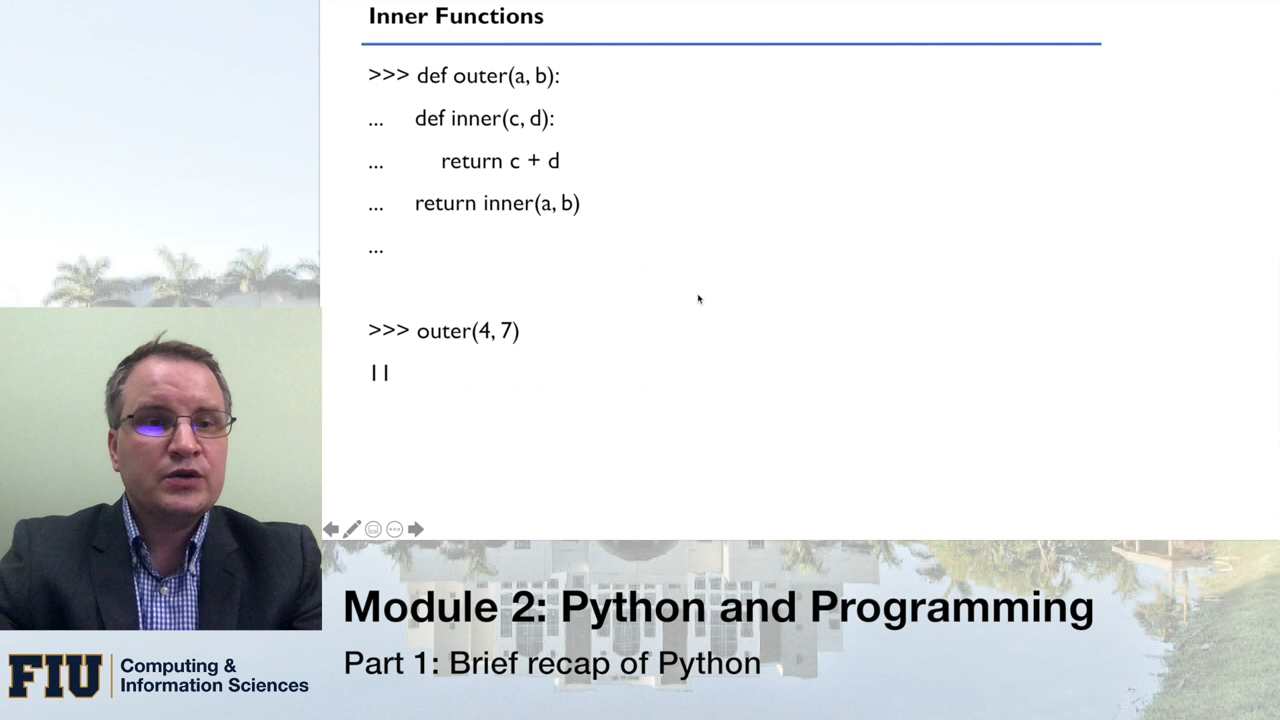 Inner Functions
>>> def outer(a, b):
... def inner(c, d):
... return c + d
... return inner(a, b)
...
>>> outer(4, 7)
11
Module 2: Python and Programming
Part 1: Brief recap of Python
FIU
Computing &
Information Sciences